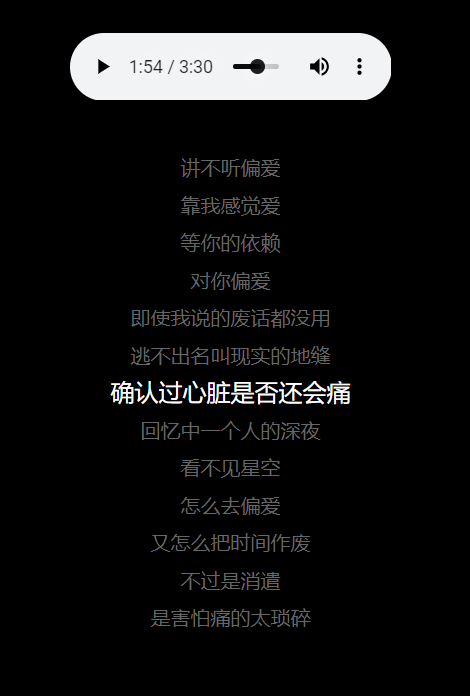 1:54 / 3:30
讲不听偏爱
靠我感觉爱
等你的依赖
对你偏爱
即使我说的废话都没用
逃不出名叫现实的地缝
确认过心脏是否还会痛
回忆中一个人的深夜
看不见星空
怎么去偏爱
又怎么把时间作废
不过是消遣
是害怕痛的太琐碎